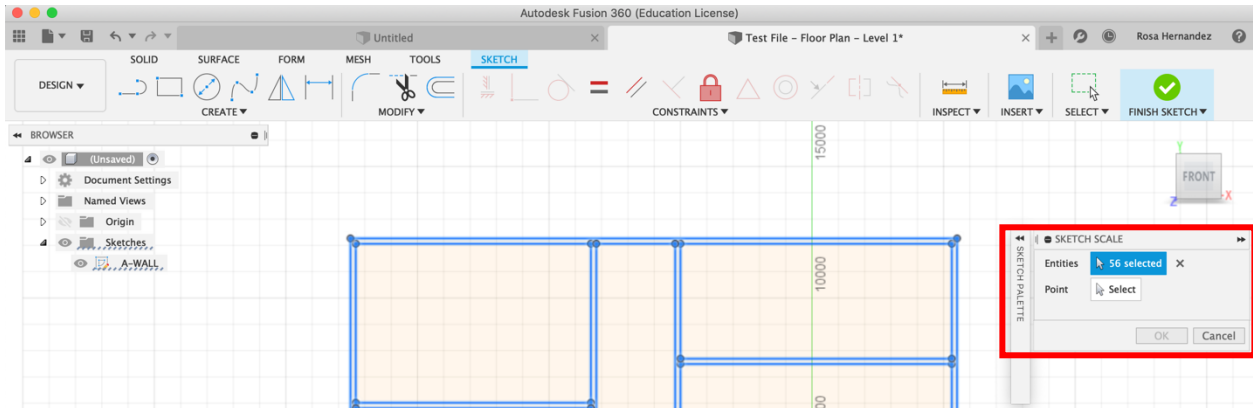 Autodesk Fusion 360 (Education License)
Untitled
Test File – Floor Plan – Level 1*
Rosa Hernandez
SOLID SURFACE FORM MESH TOOLS SKETCH
DESIGN
CREATE MODIFY CONSTRAINTS INSPECT INSERT SELECT FINISH SKETCH
BROWSER
(Unsaved)
Document Settings
Named Views
Origin
Sketches
A-WALL
15000
10000
Y
FRONT
X
Z
SKETCH PALETTE
SKETCH SCALE
Entities 56 selected
Point Select
OK Cancel